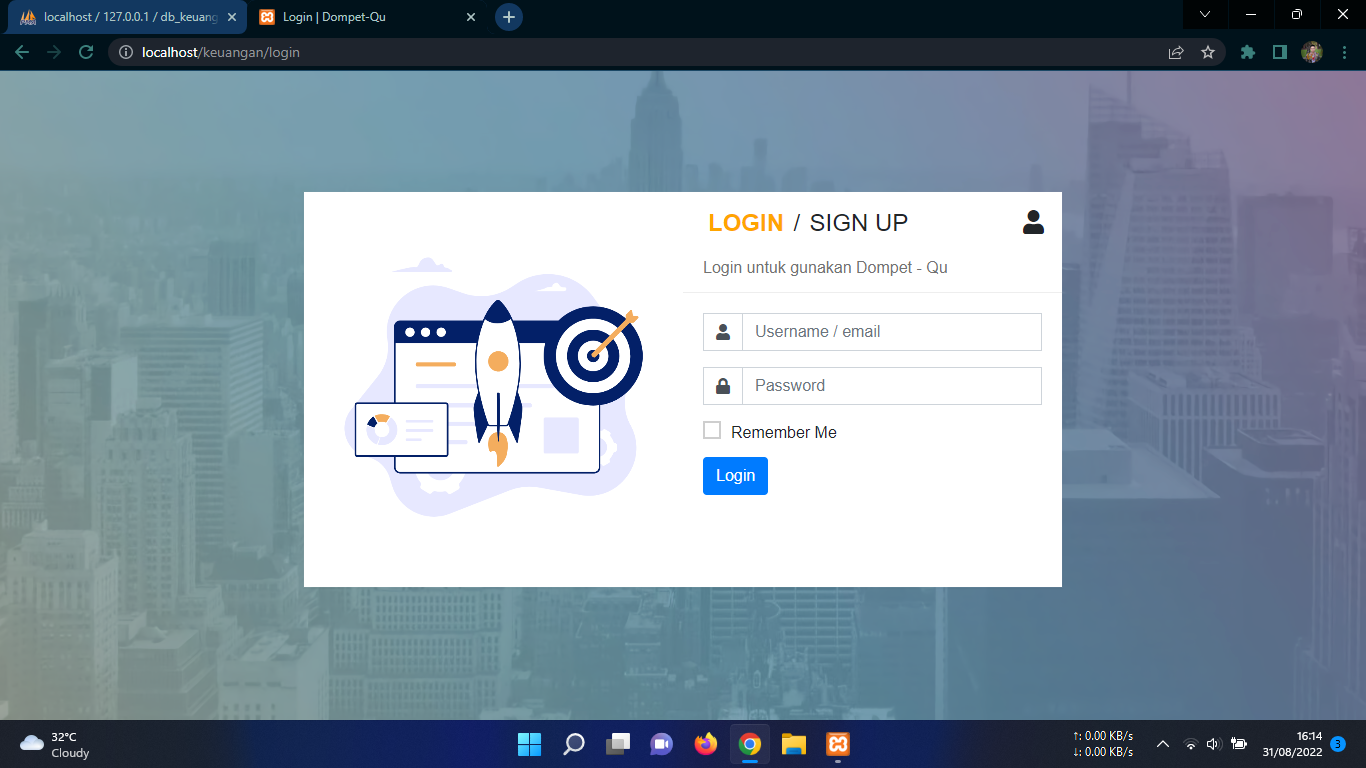 localhost / 127.0.0.1 / db_keuang
Login | Dompet-Qu
localhost/keuangan/login
LOGIN / SIGN UP
Login untuk gunakan Dompet - Qu
Username / email
Password
Remember Me
Login
32°C
Cloudy
↑: 0.00 KB/s
↓: 0.00 KB/s
16:14
31/08/2022
3